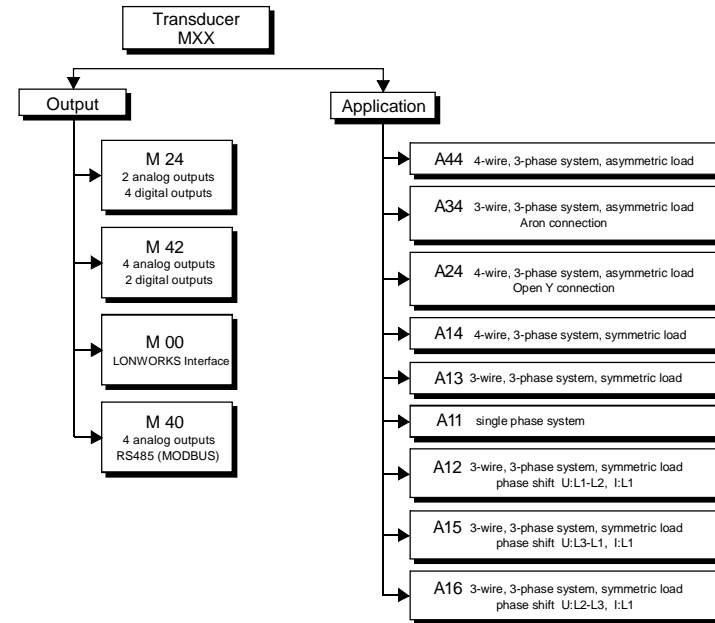 Transducer
MXX
Output
Application
M 24
2 analog outputs
4 digital outputs
M 42
4 analog outputs
2 digital outputs
M 00
LONWORKS Interface
M 40
4 analog outputs
RS485 (MODBUS)
A44 4-wire, 3-phase system, asymmetric load
A34 3-wire, 3-phase system, asymmetric load
Aron connection
A24 4-wire, 3-phase system, asymmetric load
Open Y connection
A14 4-wire, 3-phase system, symmetric load
A13 3-wire, 3-phase system, symmetric load
A11 single phase system
A12 3-wire, 3-phase system, symmetric load
phase shift U:L1-L2, I:L1
A15 3-wire, 3-phase system, symmetric load
phase shift U:L3-L1, I:L1
A16 3-wire, 3-phase system, symmetric load
phase shift U:L2-L3, I:L1